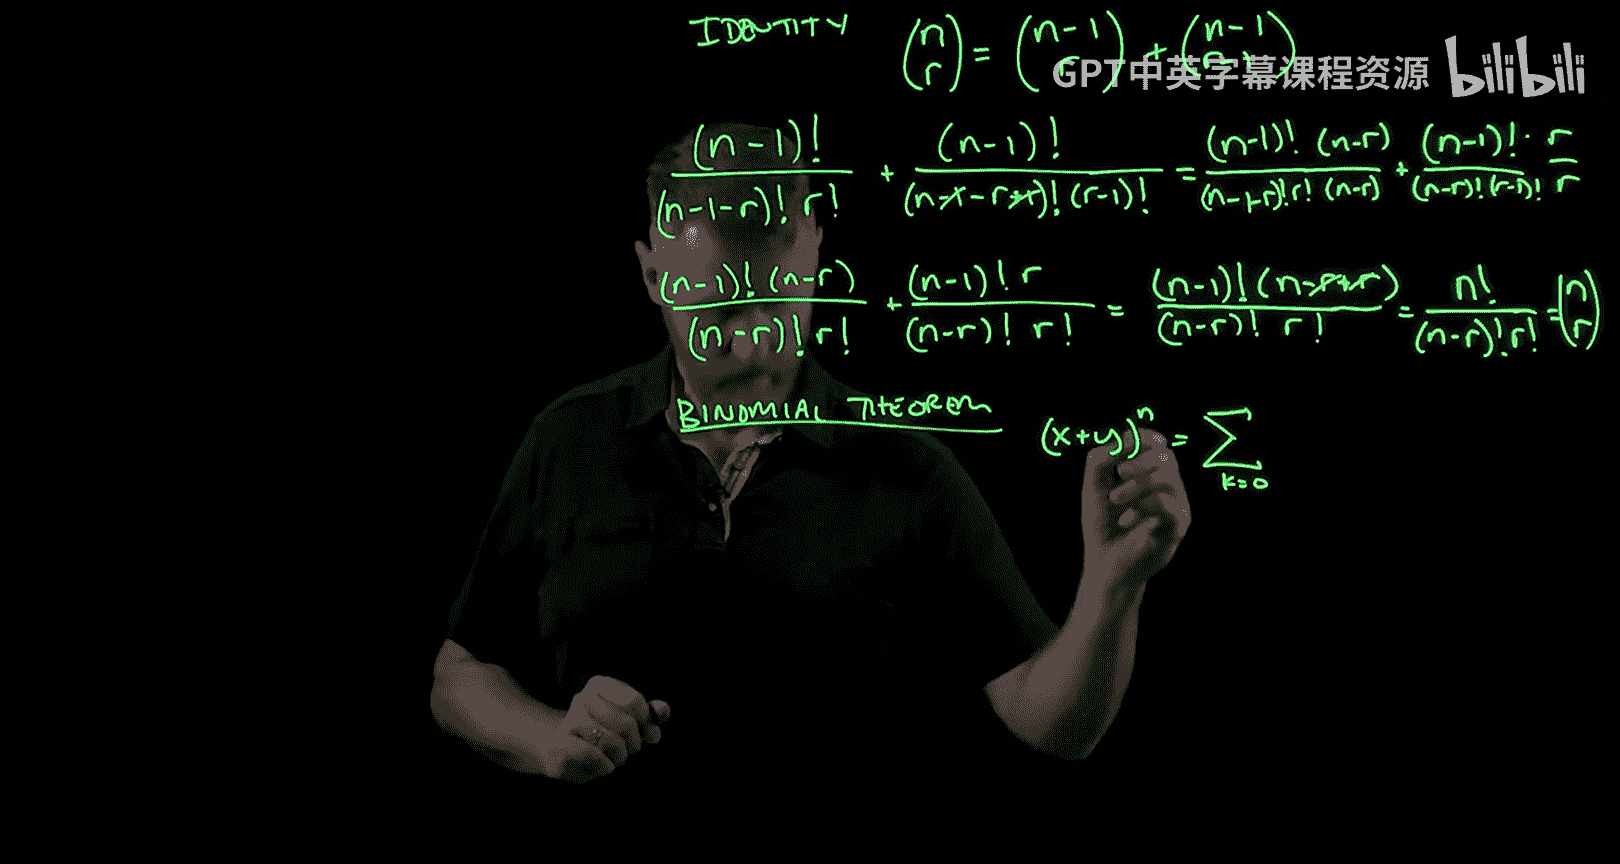 IDENTITY (n r) = (n-1 r) + (n-1 r-1)
GPT中英字幕课程资源 bilibili
(n-1)! / (n-1-r)! r! + (n-1)! / (n-1-r+1)! (r-1)! = (n-1)! (n-r) / (n-1-r)! r! (n-r) + (n-1)! · r / (n-r)! (r-1)! r
(n-1)! (n-r) / (n-r)! r! + (n-1)! r / (n-r)! r! = (n-1)! (n-r+r) / (n-r)! r! = n! / (n-r)! r! = (n r)
BINOMIAL THEOREM (x+y)^n = ∑ k=0